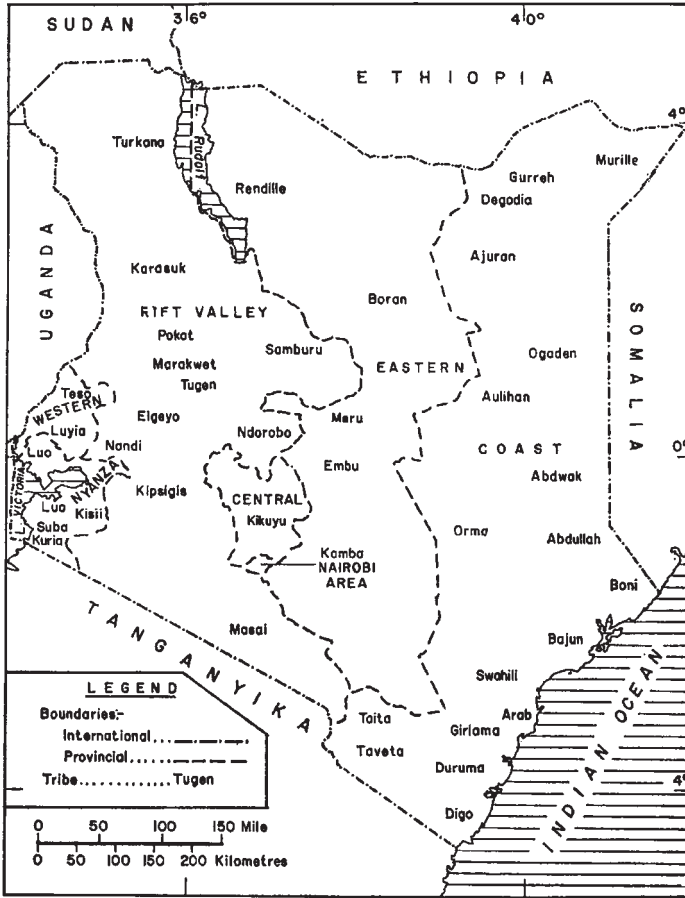 36°
40°
SUDAN
ETHIOPIA
4°
Turkana
L. Rudolf
Murille
Gurreh
Rendille
Degodia
UGANDA
Ajuran
Karasuk
Boran
RIFT VALLEY
SOMALIA
Pokot
Samburu
Marakwet
EASTERN
Ogaden
Tugen
Teso
Aulihan
WESTERN
Elgeyo
Meru
Luyia
Ndorobo
Nandi
COAST
0°
Luo
Embu
L. VICTORIA
NYANZA
Kipsigis
CENTRAL
Abdwak
Luo
Kisii
Kikuyu
Suba
Orma
Kuria
Abdullah
Kamba
NAIROBI
AREA
Boni
TANGANYIKA
Masai
Bajun
INDIAN OCEAN
Swahili
LEGEND
Boundaries:-
Taita
Arab
Giriama
International
Provincial
Taveta
Tribe Tugen
Duruma
4°
Digo
0 50 100 150 Mile
0 50 100 150 200 Kilometres